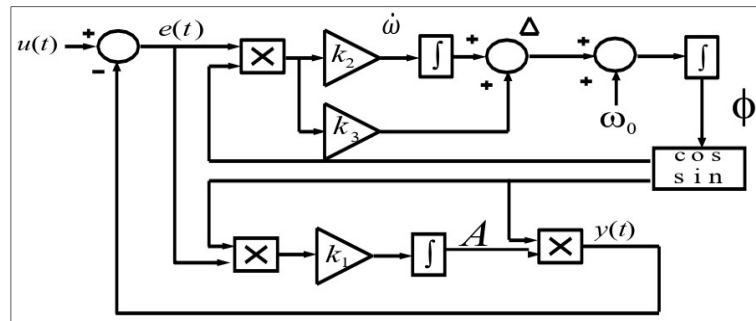 u(t)
+
−
e(t)
×
k₂
ω̇
∫
+
+
Δ
+
+
ω₀
∫
ϕ
k₃
cos
sin
×
k₁
∫
A
×
y(t)